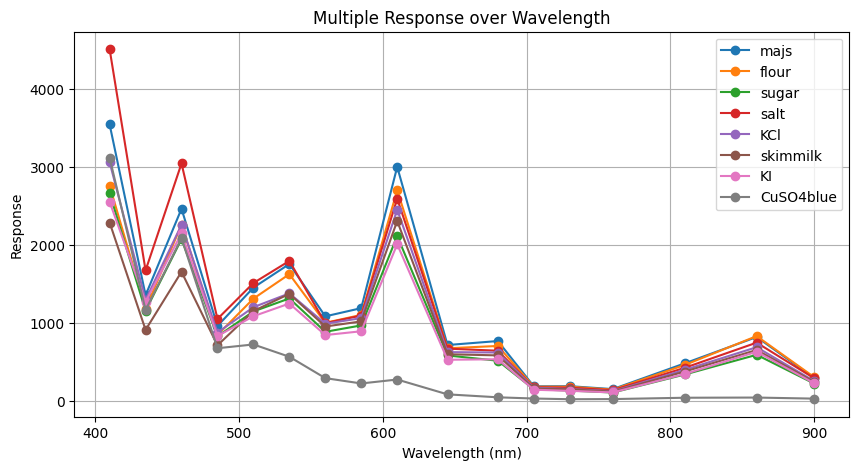 Multiple Response over Wavelength
Response
4000
3000
2000
1000
0
400
500
600
700
800
900
Wavelength (nm)
majs
flour
sugar
salt
KCl
skimmilk
KI
CuSO4blue